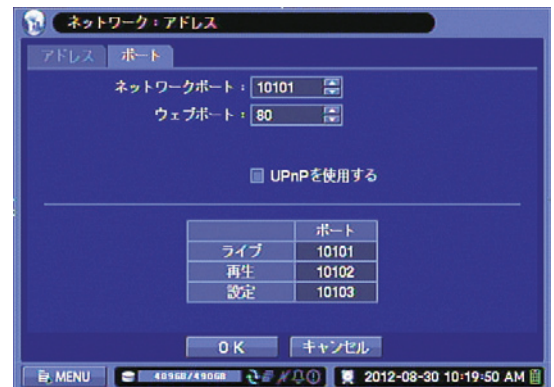 ネットワーク：アドレス
アドレス ポート
ネットワークポート： 10101
ウェブポート： 80
UPnPを使用する
ポート
ライブ 10101
再生 10102
設定 10103
OK キャンセル
MENU 4096G/4906G 2012-08-30 10:19:50 AM